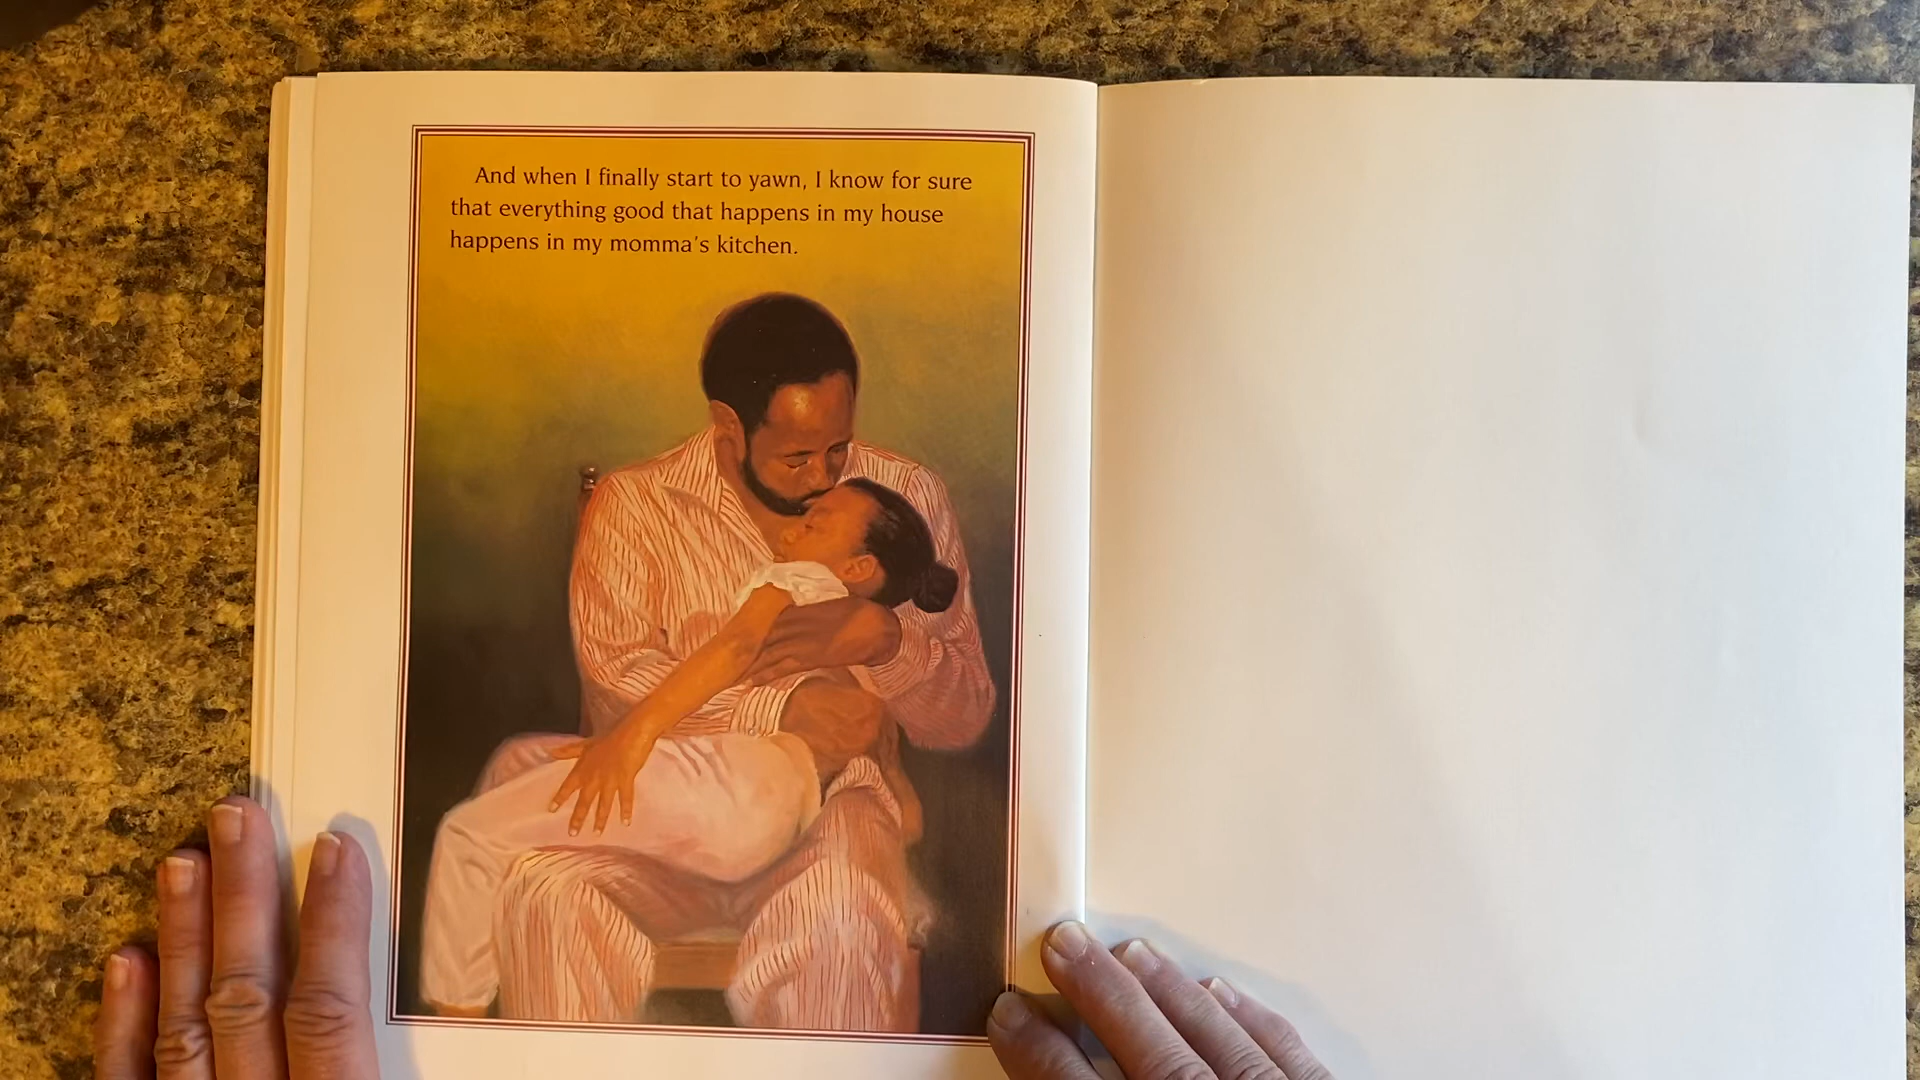 And when I finally start to yawn, I know for sure
that everything good that happens in my house
happens in my momma's kitchen.